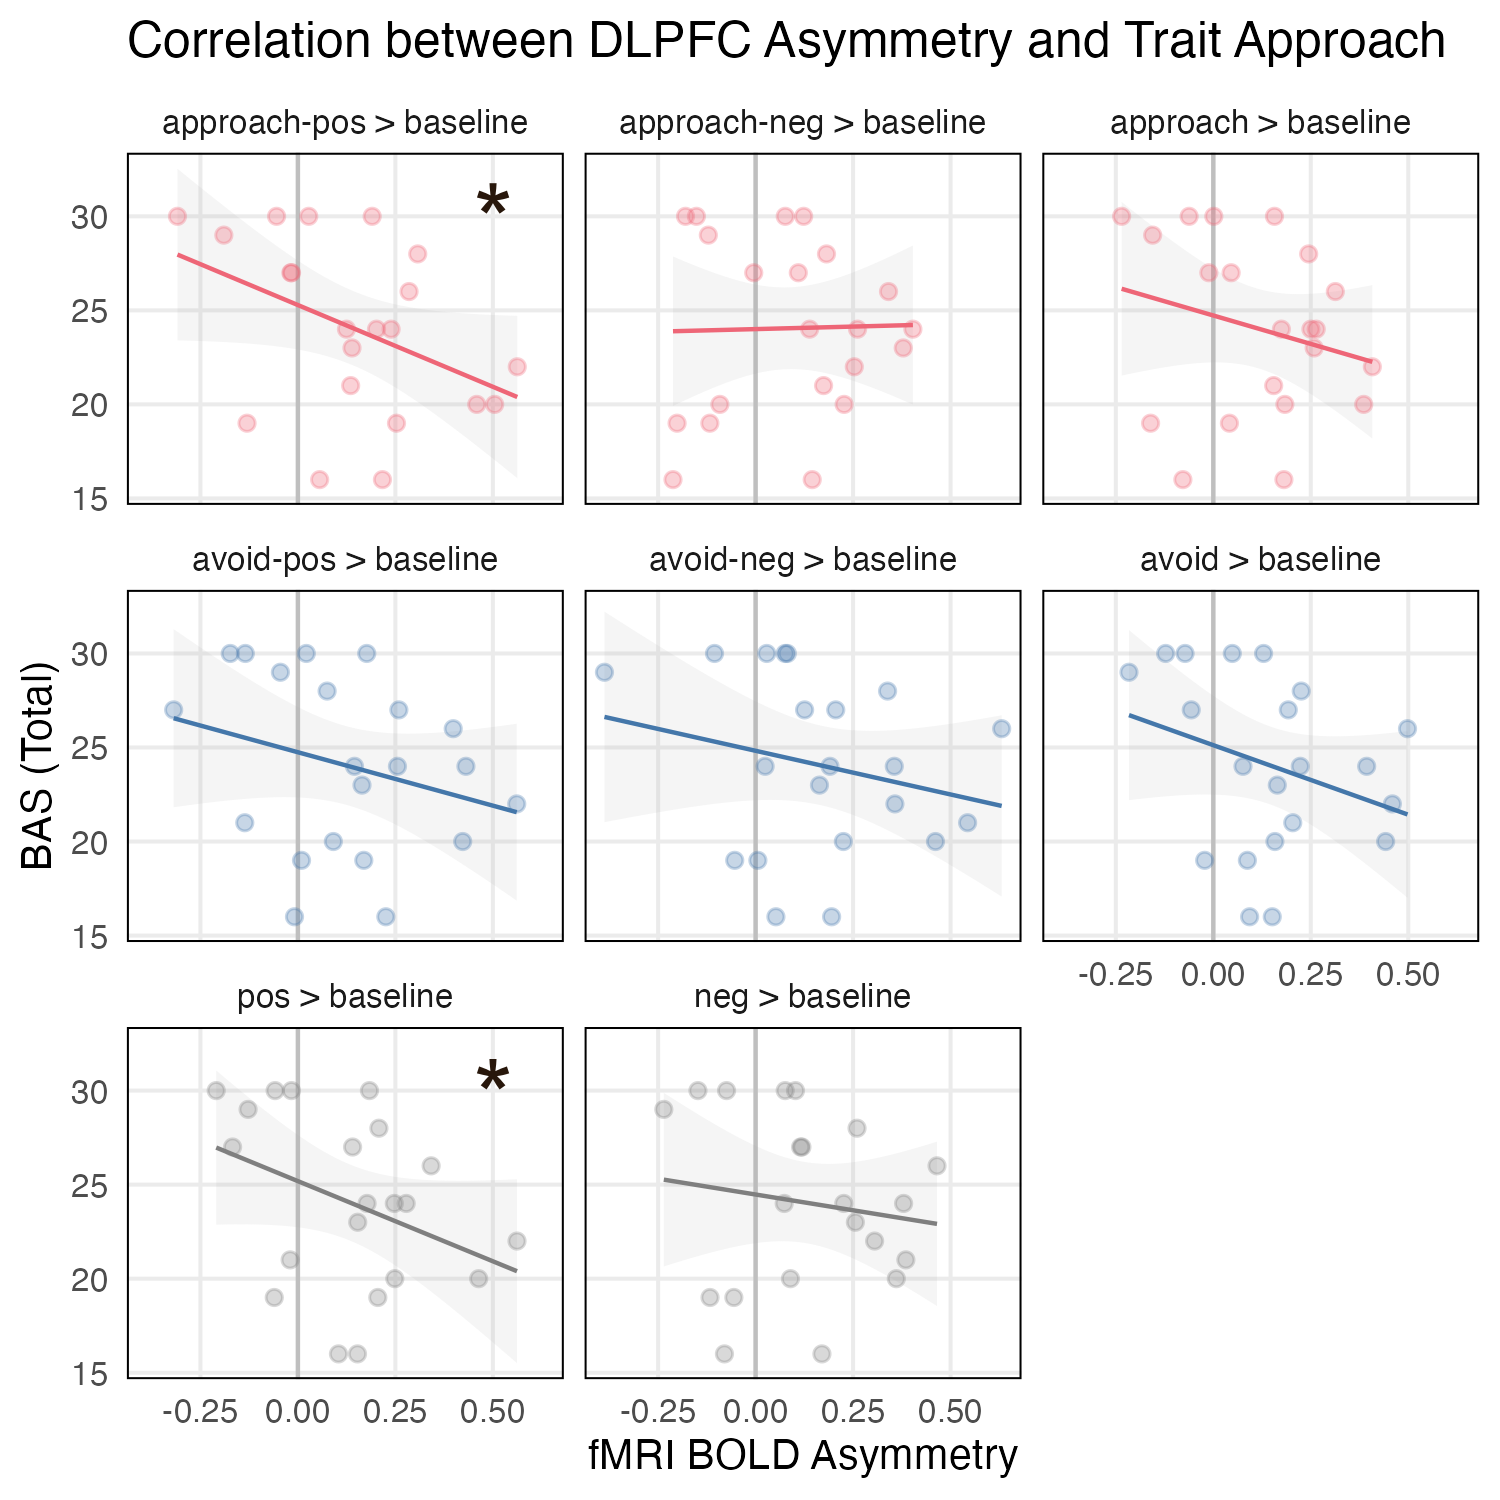 Correlation between DLPFC Asymmetry and Trait Approach
approach-pos > baseline
approach-neg > baseline
approach > baseline
*
30
25
20
15
avoid-pos > baseline
avoid-neg > baseline
avoid > baseline
BAS (Total)
30
25
20
15
-0.25 0.00 0.25 0.50
pos > baseline
neg > baseline
*
30
25
20
15
-0.25 0.00 0.25 0.50
-0.25 0.00 0.25 0.50
fMRI BOLD Asymmetry